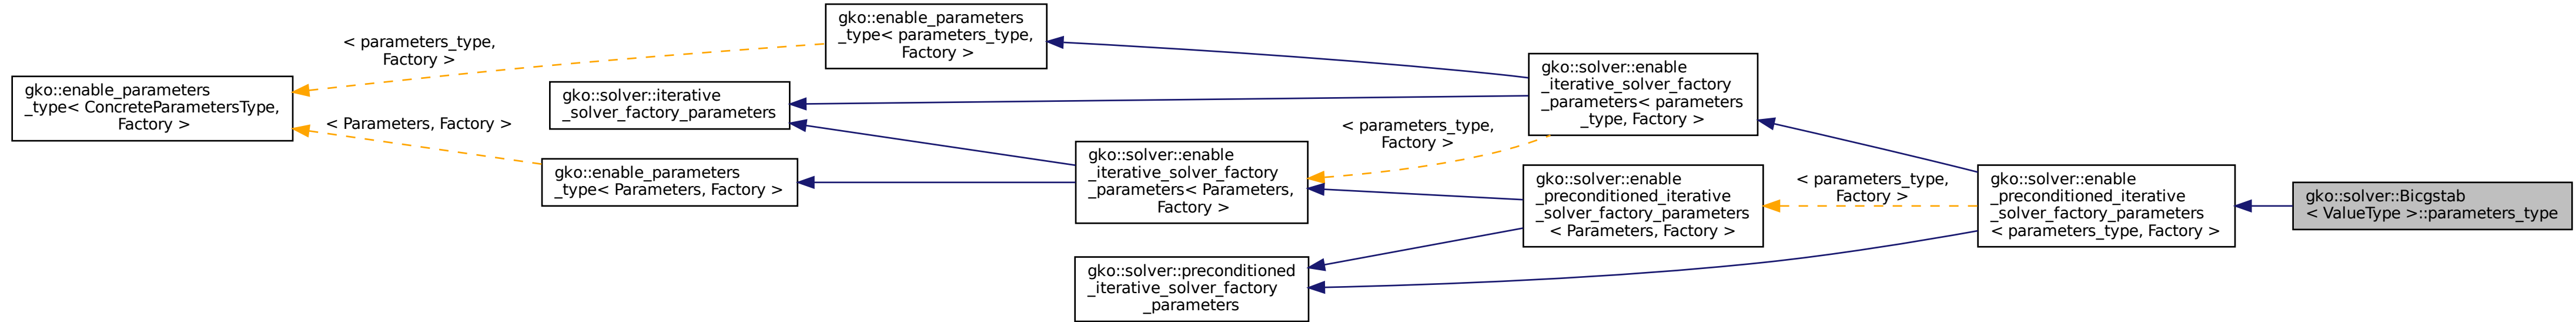 gko::enable_parameters
_type< ConcreteParametersType,
Factory >
< parameters_type,
Factory >
< Parameters, Factory >
gko::solver::iterative
_solver_factory_parameters
gko::enable_parameters
_type< Parameters, Factory >
gko::enable_parameters
_type< parameters_type,
Factory >
gko::solver::enable
_iterative_solver_factory
_parameters< Parameters,
Factory >
gko::solver::preconditioned
_iterative_solver_factory
_parameters
< parameters_type,
Factory >
gko::solver::enable
_iterative_solver_factory
_parameters< parameters
_type, Factory >
gko::solver::enable
_preconditioned_iterative
_solver_factory_parameters
< Parameters, Factory >
< parameters_type,
Factory >
gko::solver::enable
_preconditioned_iterative
_solver_factory_parameters
< parameters_type, Factory >
gko::solver::Bicgstab
< ValueType >::parameters_type